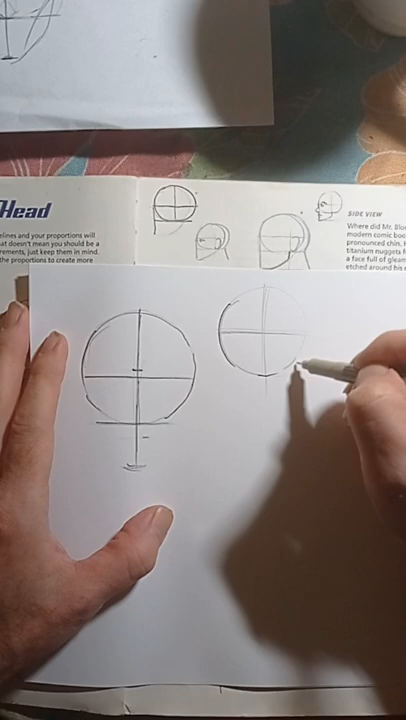 Head
elines and your proportions will
at doesn't mean you should be a
rements, just keep them in mind.
the proportions to create more
SIDE VIEW
Where did Mr. Blo
modern comic boo
pronounced chin. H
titanium nuggets f
a face full of gleam
etched around his